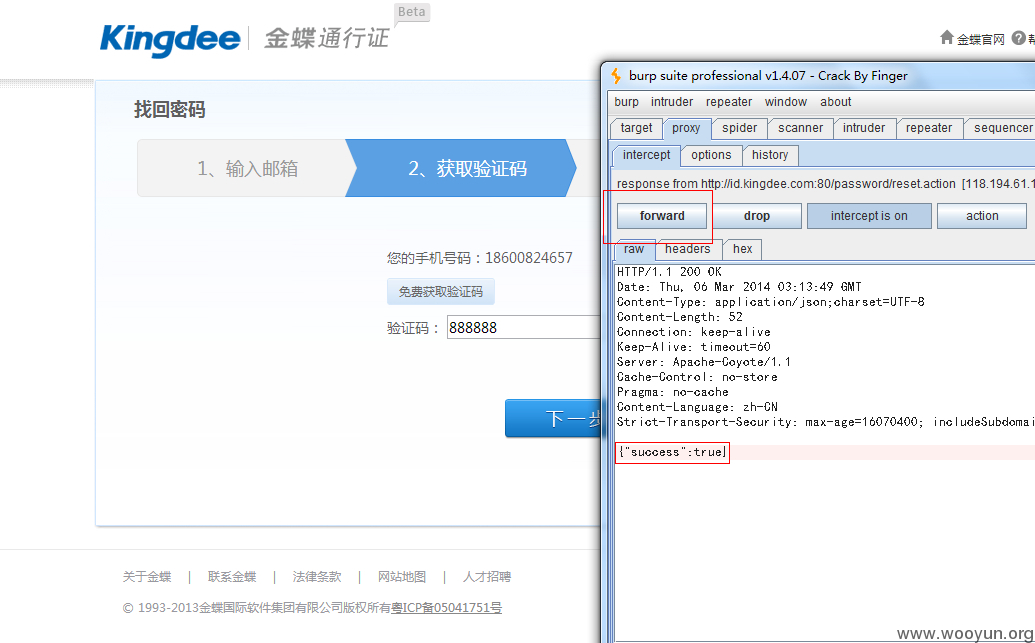 Beta
Kingdee 金蝶通行证
金蝶官网
找回密码
1、输入邮箱
2、获取验证码
您的手机号码：18600824657
免费获取验证码
验证码： 888888
下一步
关于金蝶 | 联系金蝶 | 法律条款 | 网站地图 | 人才招聘
© 1993-2013金蝶国际软件集团有限公司版权所有粤ICP备05041751号
burp suite professional v1.4.07 - Crack By Finger
burp intruder repeater window about
target proxy spider scanner intruder repeater sequencer
intercept options history
response from http://id.kingdee.com:80/password/reset.action [118.194.61.1
forward drop intercept is on action
raw headers hex
HTTP/1.1 200 OK
Date: Thu, 06 Mar 2014 03:13:49 GMT
Content-Type: application/json;charset=UTF-8
Content-Length: 52
Connection: keep-alive
Keep-Alive: timeout=60
Server: Apache-Coyote/1.1
Cache-Control: no-store
Pragma: no-cache
Content-Language: zh-CN
Strict-Transport-Security: max-age=16070400; includeSubdomai
{"success":true}
www.wooyun.org